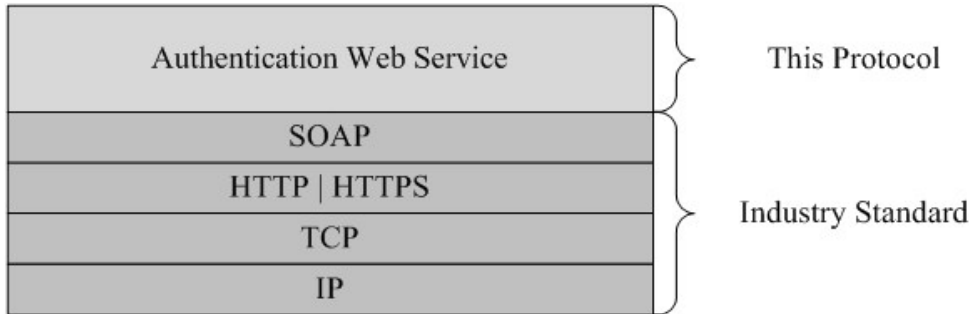 Authentication Web Service
This Protocol
SOAP
HTTP | HTTPS
TCP
IP
Industry Standard